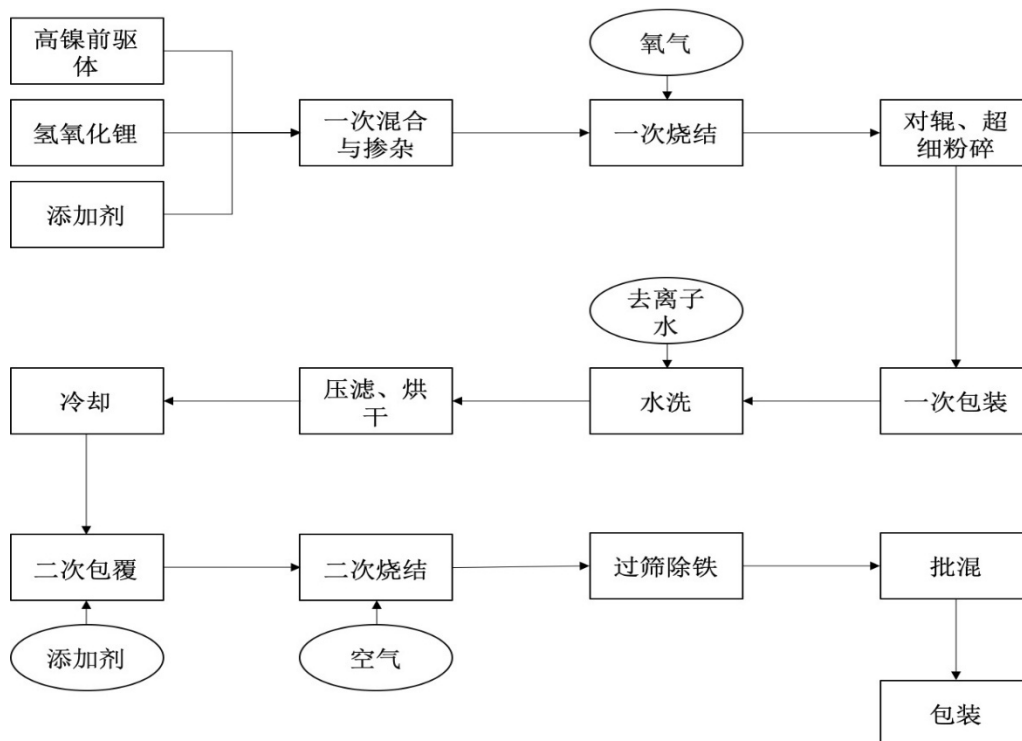 高镍前驱
体
氢氧化锂
添加剂
一次混合
与掺杂
氧气
一次烧结
对辊、超
细粉碎
一次包装
去离子
水
水洗
压滤、烘
干
冷却
二次包覆
添加剂
二次烧结
空气
过筛除铁
批混
包装